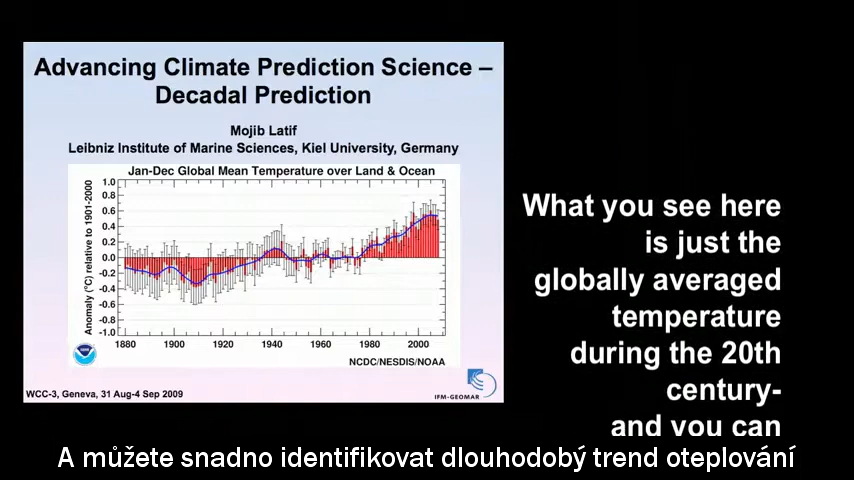 Advancing Climate Prediction Science –
Decadal Prediction
Mojib Latif
Leibniz Institute of Marine Sciences, Kiel University, Germany
Jan-Dec Global Mean Temperature over Land & Ocean
Anomaly (°C) relative to 1901-2000
1.0
0.8
0.6
0.4
0.2
0.0
-0.2
-0.4
-0.6
-0.8
-1.0
1880 1900 1920 1940 1960 1980 2000
NCDC/NESDIS/NOAA
WCC-3, Geneva, 31 Aug-4 Sep 2009
IFM-GEOMAR
What you see here
is just the
globally averaged
temperature
during the 20th
century-
and you can
A můžete snadno identifikovat dlouhodobý trend oteplování